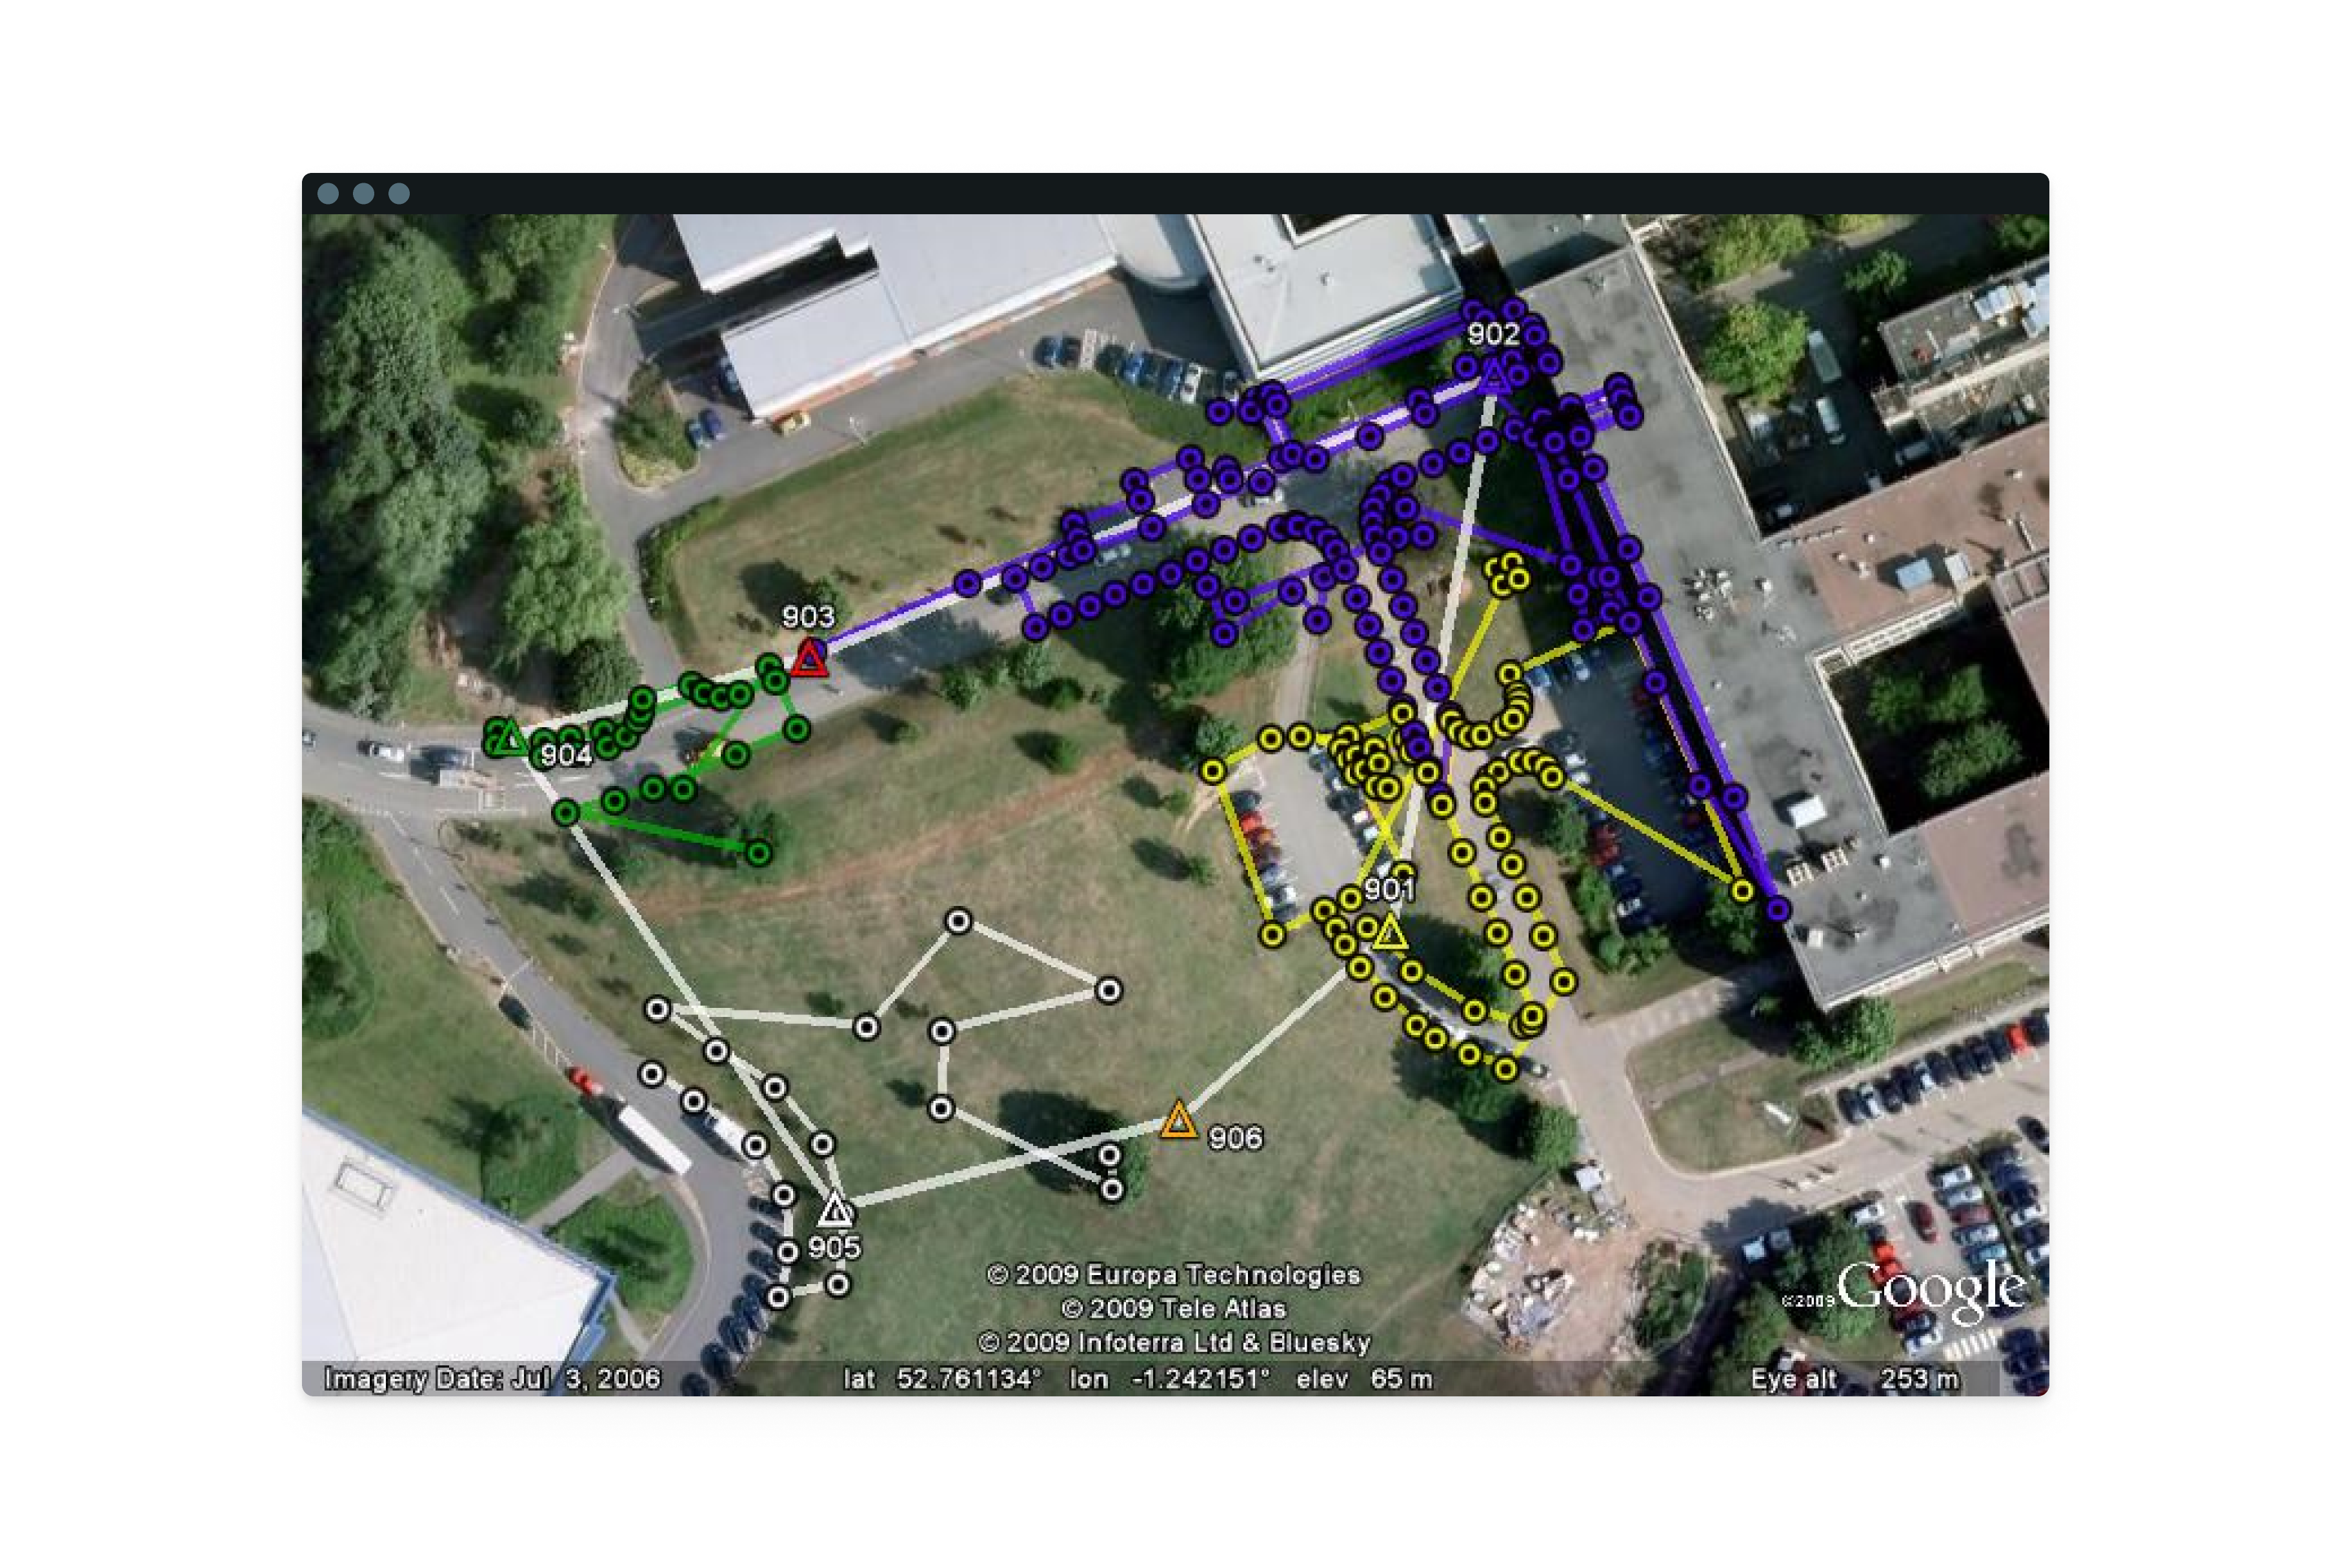 902
903
904
901
906
905
© 2009 Europa Technologies
© 2009 Tele Atlas
© 2009 Infoterra Ltd & Bluesky
©2009 Google
Imagery Date: Jul 3, 2006 lat 52.761134° lon -1.242151° elev 65 m Eye alt 253 m